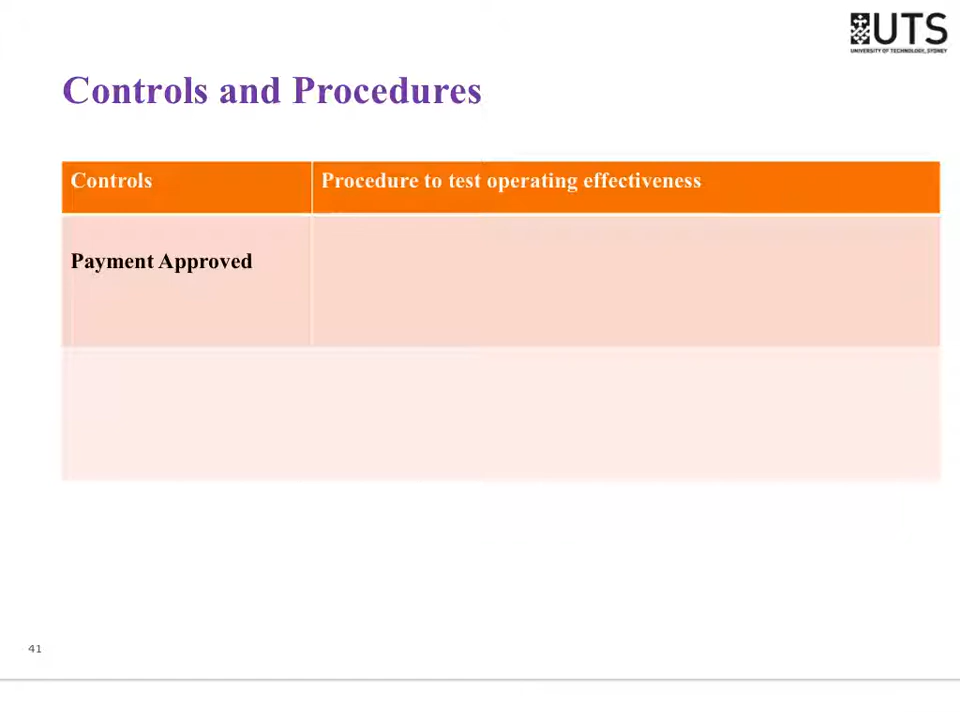 UTS
UNIVERSITY OF TECHNOLOGY, SYDNEY
Controls and Procedures
Controls
Procedure to test operating effectiveness
Payment Approved
41